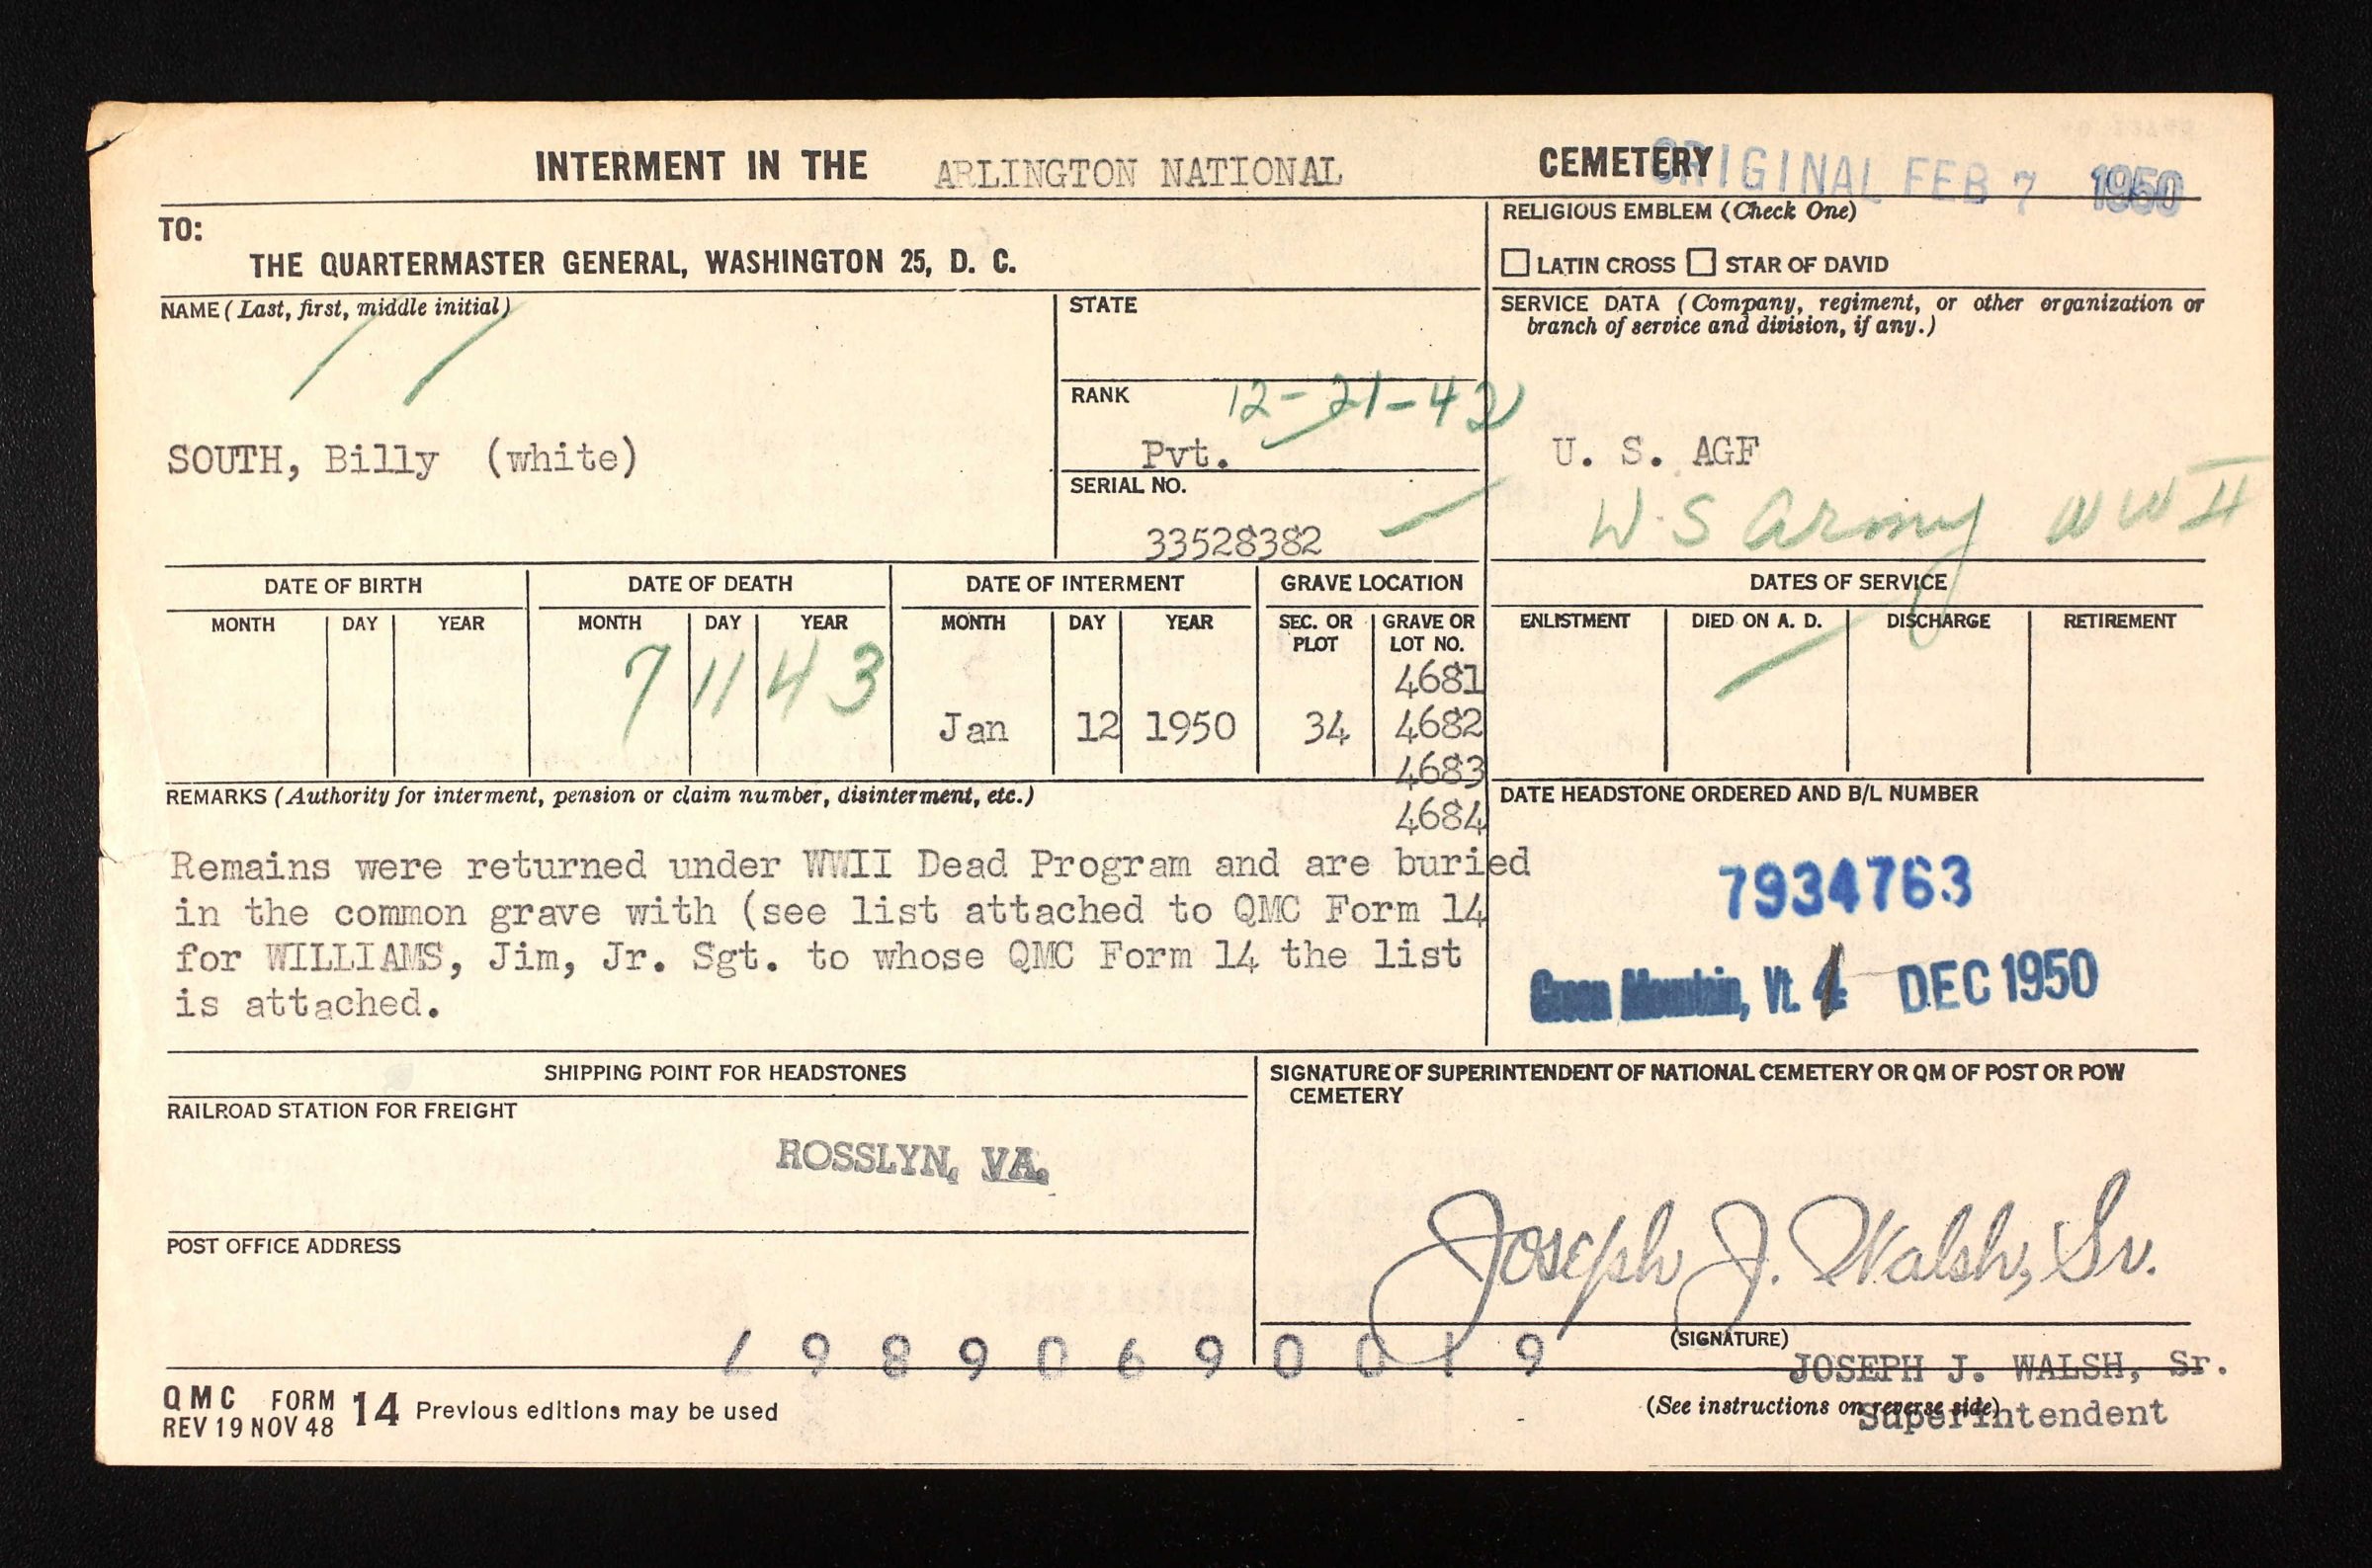 INTERMENT IN THE ARLINGTON NATIONAL CEMETERY
ORIGINAL FEB 7 1950
TO:
THE QUARTERMASTER GENERAL, WASHINGTON 25, D. C.
RELIGIOUS EMBLEM (Check One)
☐ LATIN CROSS ☐ STAR OF DAVID
NAME (Last, first, middle initial)
SOUTH, Billy (white)
STATE
RANK
12-21-42
Pvt.
SERIAL NO.
33528382
SERVICE DATA (Company, regiment, or other organization or
branch of service and division, if any.)
U. S. AGF
U.S Army WWII
DATE OF BIRTH
MONTH DAY YEAR
DATE OF DEATH
MONTH DAY YEAR
7 11 43
DATE OF INTERMENT
MONTH DAY YEAR
Jan 12 1950
GRAVE LOCATION
SEC. OR PLOT
34
GRAVE OR LOT NO.
4681
4682
4683
4684
DATES OF SERVICE
ENLISTMENT DIED ON A. D. DISCHARGE RETIREMENT
REMARKS (Authority for interment, pension or claim number, disinterment, etc.)
Remains were returned under WWII Dead Program and are buried
in the common grave with (see list attached to QMC Form 14
for WILLIAMS, Jim, Jr. Sgt. to whose QMC Form 14 the list
is attached.
DATE HEADSTONE ORDERED AND B/L NUMBER
7934763
Green Mountain, Vt. 4 DEC 1950
SHIPPING POINT FOR HEADSTONES
RAILROAD STATION FOR FREIGHT
ROSSLYN, VA.
POST OFFICE ADDRESS
SIGNATURE OF SUPERINTENDENT OF NATIONAL CEMETERY OR QM OF POST OR POW
CEMETERY
Joseph J. Walsh, Sr.
(SIGNATURE)
JOSEPH J. WALSH, Sr.
Superintendent
(See instructions on reverse side)
QMC FORM 14 Previous editions may be used
REV 19 NOV 48